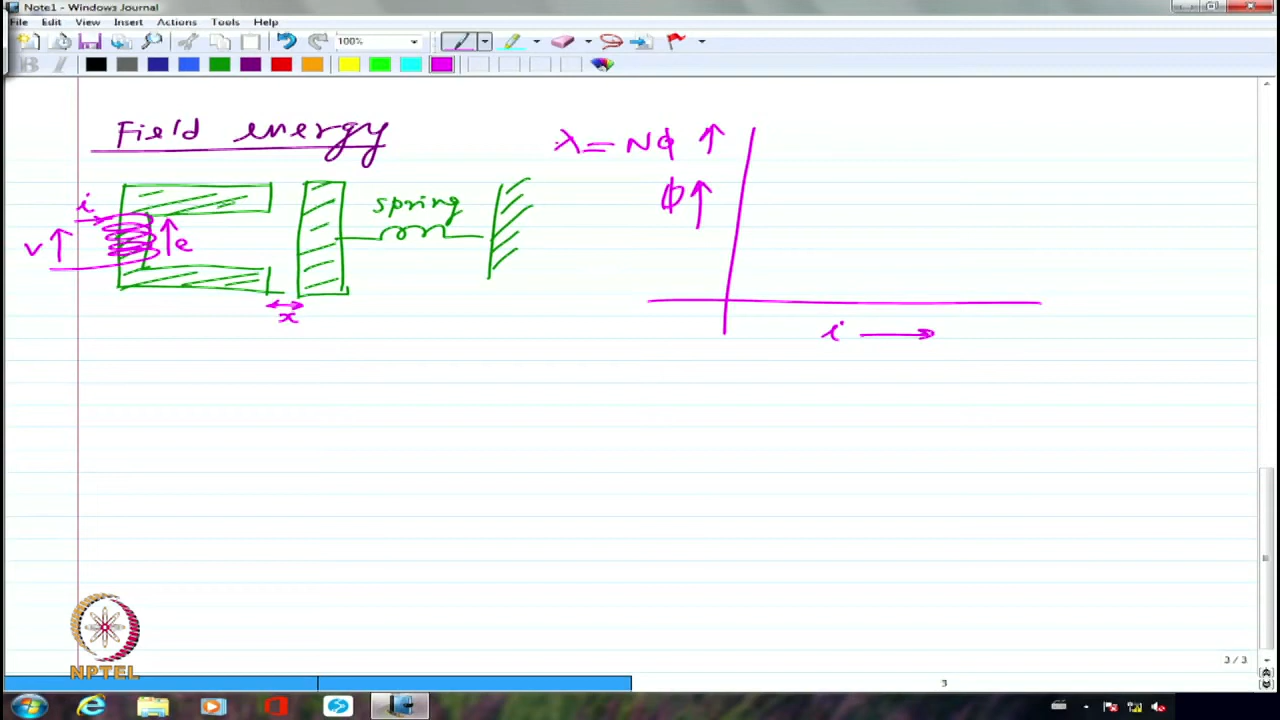 Note1 - Windows Journal
File Edit View Insert Actions Tools Help
100%
B I
Field energy
λ = Nφ ↑
φ ↑
i
spring
v ↑
↑ e
x
i →
NPTEL
3 / 3
3